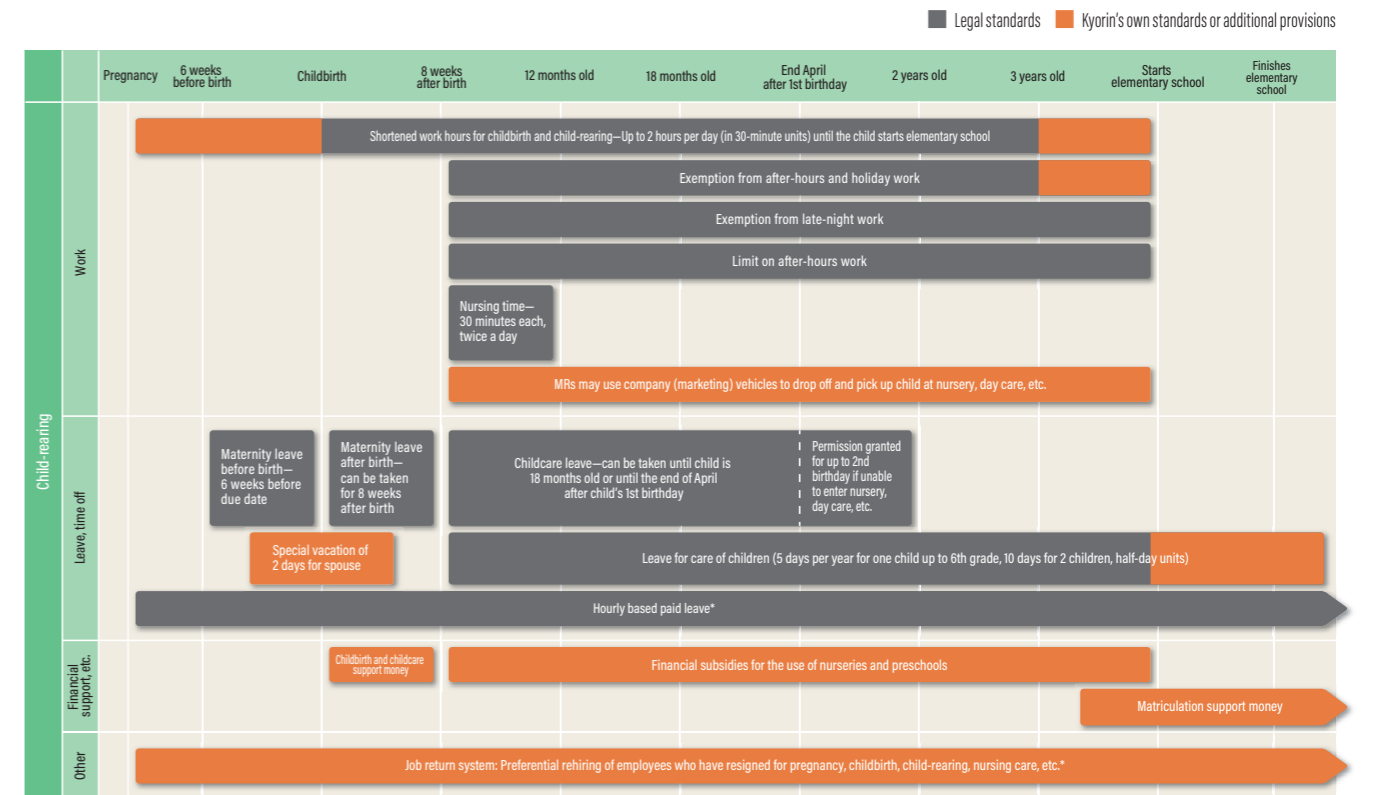 Legal standards
Kyorin's own standards or additional provisions
Pregnancy
6 weeks
before birth
Childbirth
8 weeks
after birth
12 months old
18 months old
End April
after 1st birthday
2 years old
3 years old
Starts
elementary school
Finishes
elementary
school
Child-rearing
Work
Shortened work hours for childbirth and child-rearing—Up to 2 hours per day (in 30-minute units) until the child starts elementary school
Exemption from after-hours and holiday work
Exemption from late-night work
Limit on after-hours work
Nursing time—
30 minutes each,
twice a day
MRs may use company (marketing) vehicles to drop off and pick up child at nursery, day care, etc.
Leave, time off
Maternity leave
before birth—
6 weeks before
due date
Maternity leave
after birth—
can be taken
for 8 weeks
after birth
Childcare leave—can be taken until child is
18 months old or until the end of April
after child's 1st birthday
Permission granted
for up to 2nd
birthday if unable
to enter nursery,
day care, etc.
Special vacation of
2 days for spouse
Leave for care of children (5 days per year for one child up to 6th grade, 10 days for 2 children, half-day units)
Hourly based paid leave*
Financial
support, etc.
Childbirth and childcare
support money
Financial subsidies for the use of nurseries and preschools
Matriculation support money
Other
Job return system: Preferential rehiring of employees who have resigned for pregnancy, childbirth, child-rearing, nursing care, etc.*